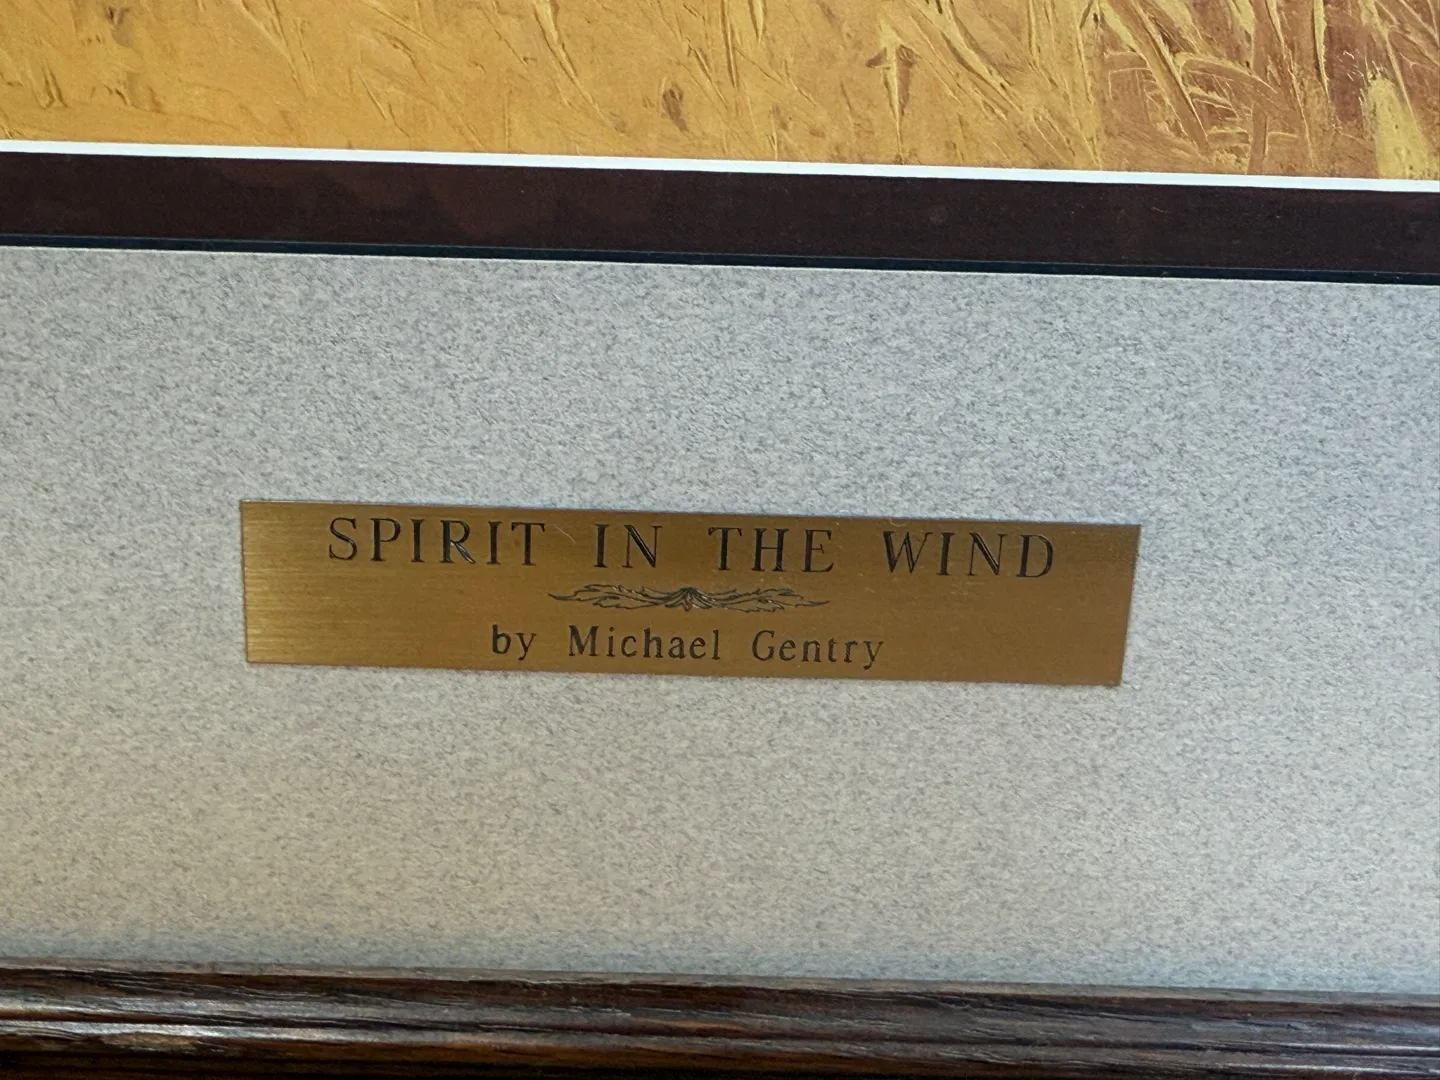 SPIRIT IN THE WIND
by Michael Gentry